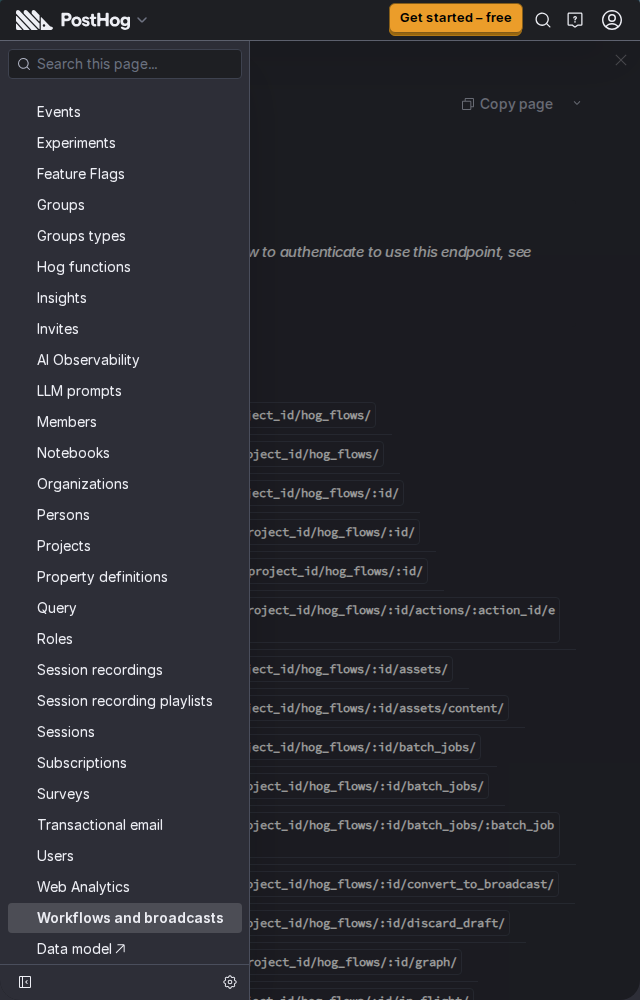 PostHog
Get started – free
Search this page...
Copy page
Events
Experiments
Feature Flags
Groups
Groups types
to authenticate to use this endpoint, see
Hog functions
Insights
Invites
AI Observability
LLM prompts
Members
ject_id/hog_flows/
Notebooks
oject_id/hog_flows/
Organizations
ject_id/hog_flows/:id/
Persons
roject_id/hog_flows/:id/
Projects
project_id/hog_flows/:id/
Property definitions
Query
roject_id/hog_flows/:id/actions/:action_id/e
Roles
Session recordings
ject_id/hog_flows/:id/assets/
Session recording playlists
ject_id/hog_flows/:id/assets/content/
Sessions
ject_id/hog_flows/:id/batch_jobs/
Subscriptions
Surveys
oject_id/hog_flows/:id/batch_jobs/
Transactional email
oject_id/hog_flows/:id/batch_jobs/:batch_job
Users
Web Analytics
oject_id/hog_flows/:id/convert_to_broadcast/
Workflows and broadcasts
oject_id/hog_flows/:id/discard_draft/
Data model
roject_id/hog_flows/:id/graph/